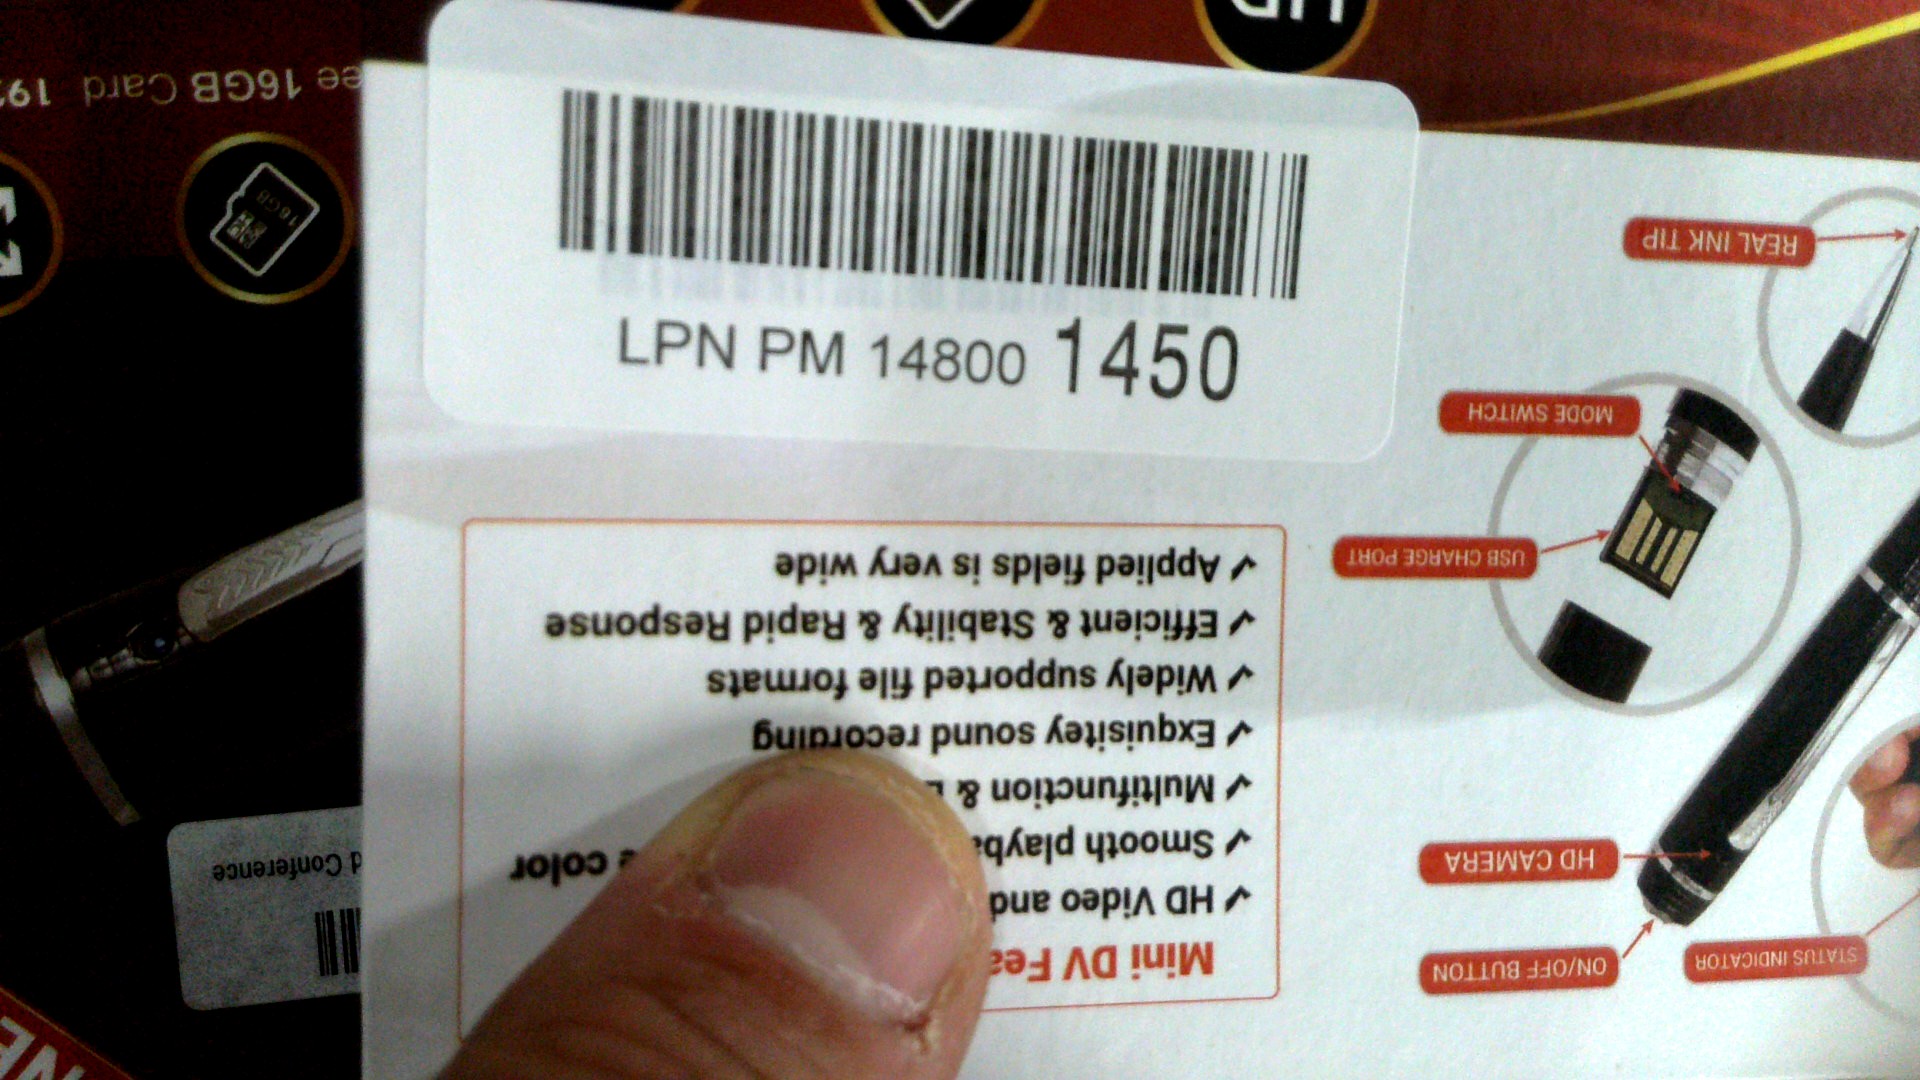 LPN PM 14800 1450
Mini DV
✓ HD Video and
✓ Smooth color
✓ Multifunction &
✓ Exquisitey sound recording
✓ Widely supported file formats
✓ Efficient & Stability & Rapid Response
✓ Applied fields is very wide
STATUS INDICATOR
ON/OFF BUTTON
HD CAMERA
USB CHARGE PORT
MODE SWITCH
REAL INK TIP
Conference
16GB
16GB Card
HD